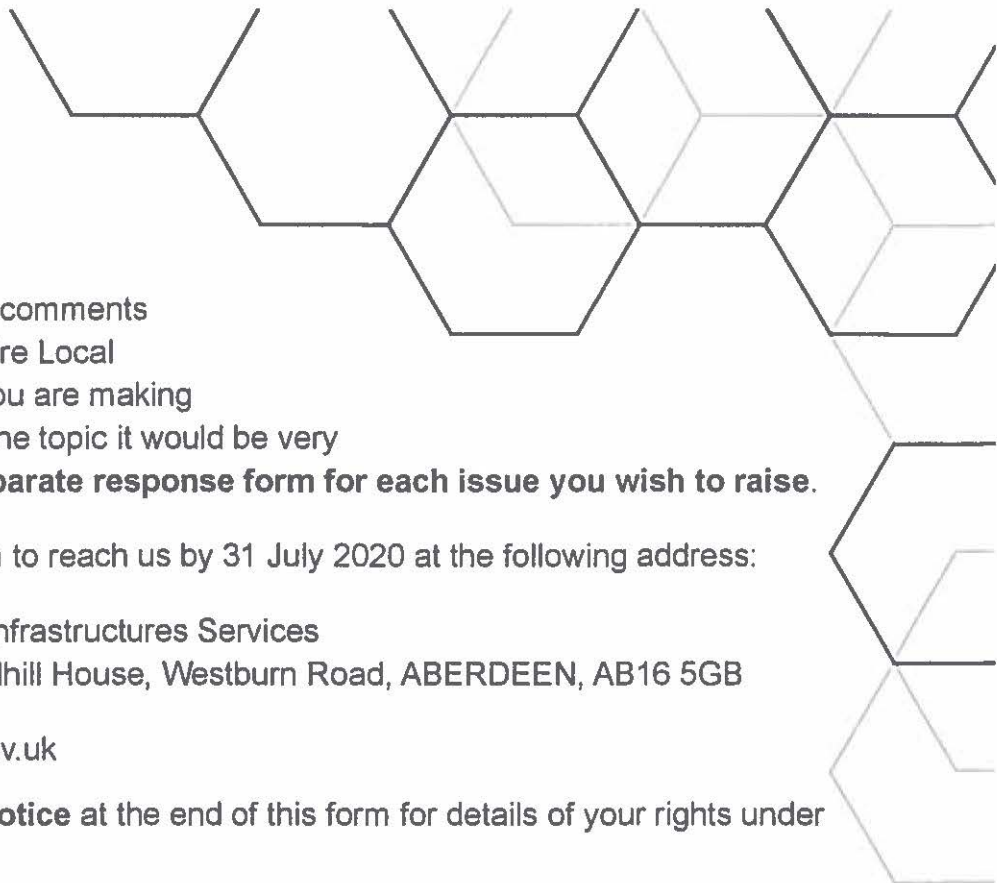 comments
re Local
ou are making
he topic it would be very
parate response form for each issue you wish to raise.
to reach us by 31 July 2020 at the following address:
nfrastructures Services
lhill House, Westburn Road, ABERDEEN, AB16 5GB
v.uk
otice at the end of this form for details of your rights under